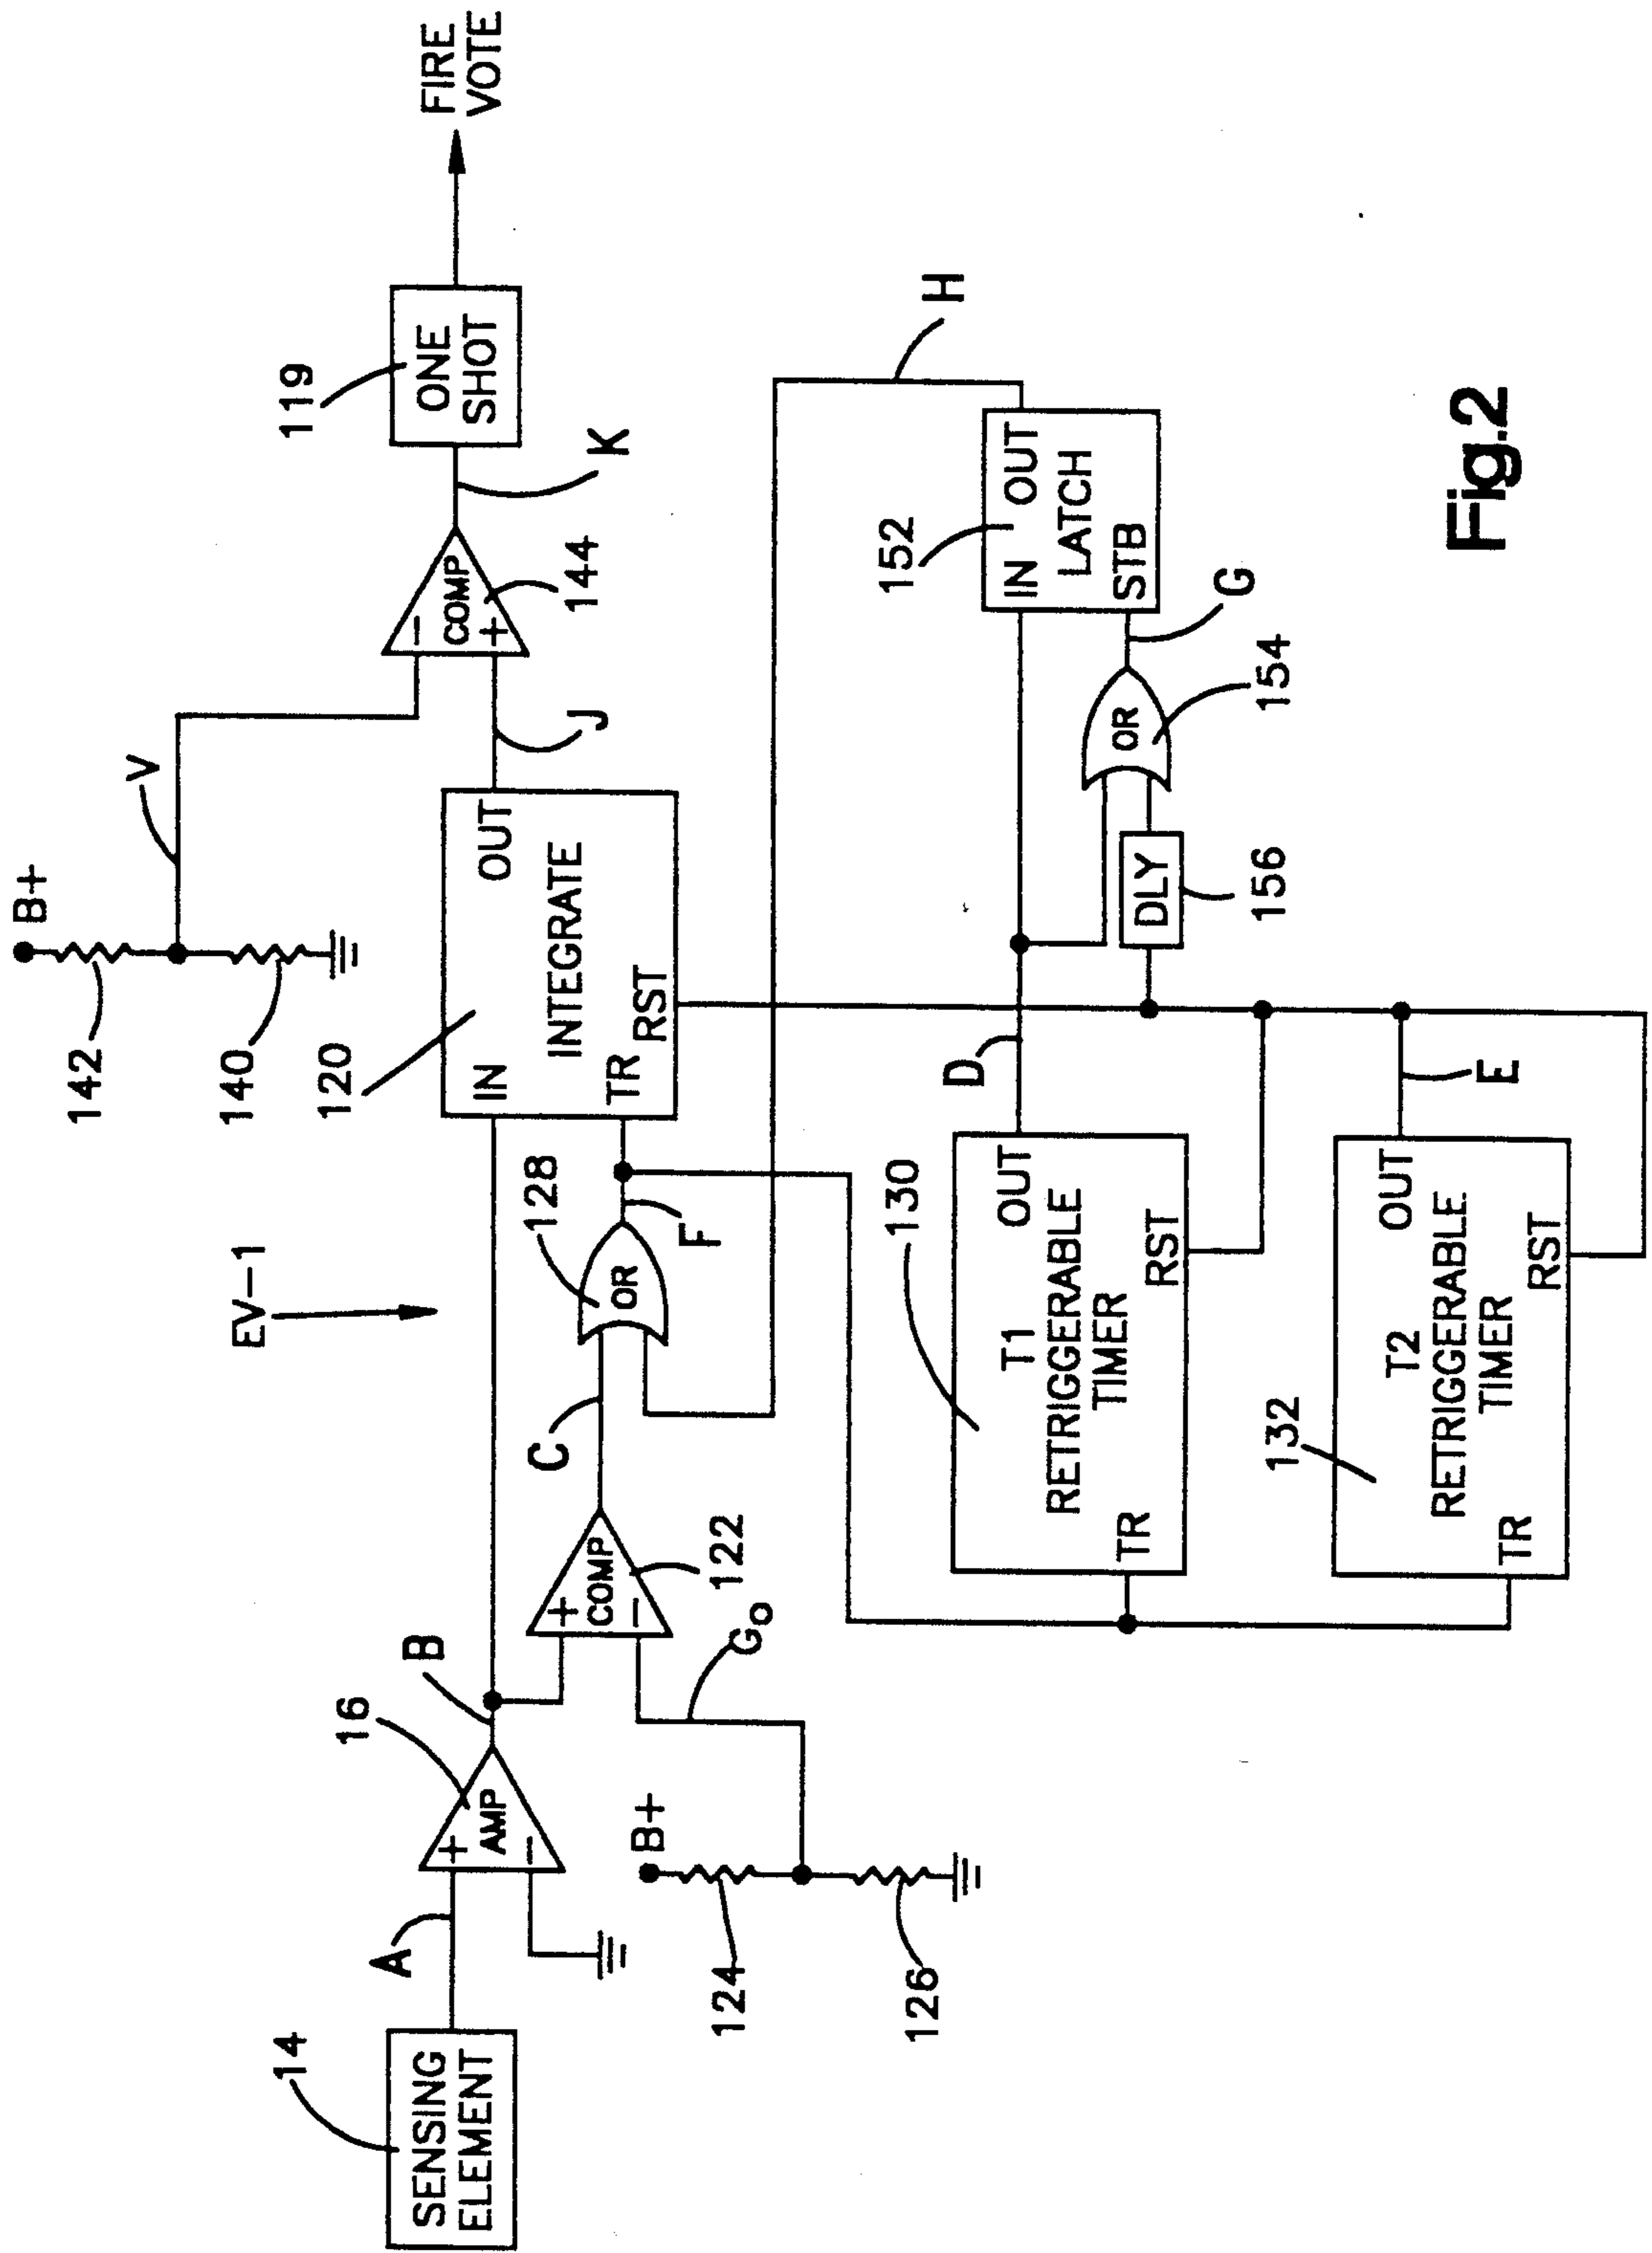 B+
142
V
140
EV-1
120
119
FIRE
VOTE
14
SENSING
ELEMENT
A
16
+
AMP
−
B
IN
INTEGRATE
OUT
TR
RST
J
−
COMP
+
144
K
ONE
SHOT
+
COMP
−
122
C
128
OR
F
B+
124
126
Go
H
130
T1
RETRIGGERABLE
TIMER
TR
OUT
RST
D
152
IN
OUT
LATCH
STB
OR
154
G
DLY
156
132
T2
RETRIGGERABLE
TIMER
TR
OUT
RST
E
Fig.2